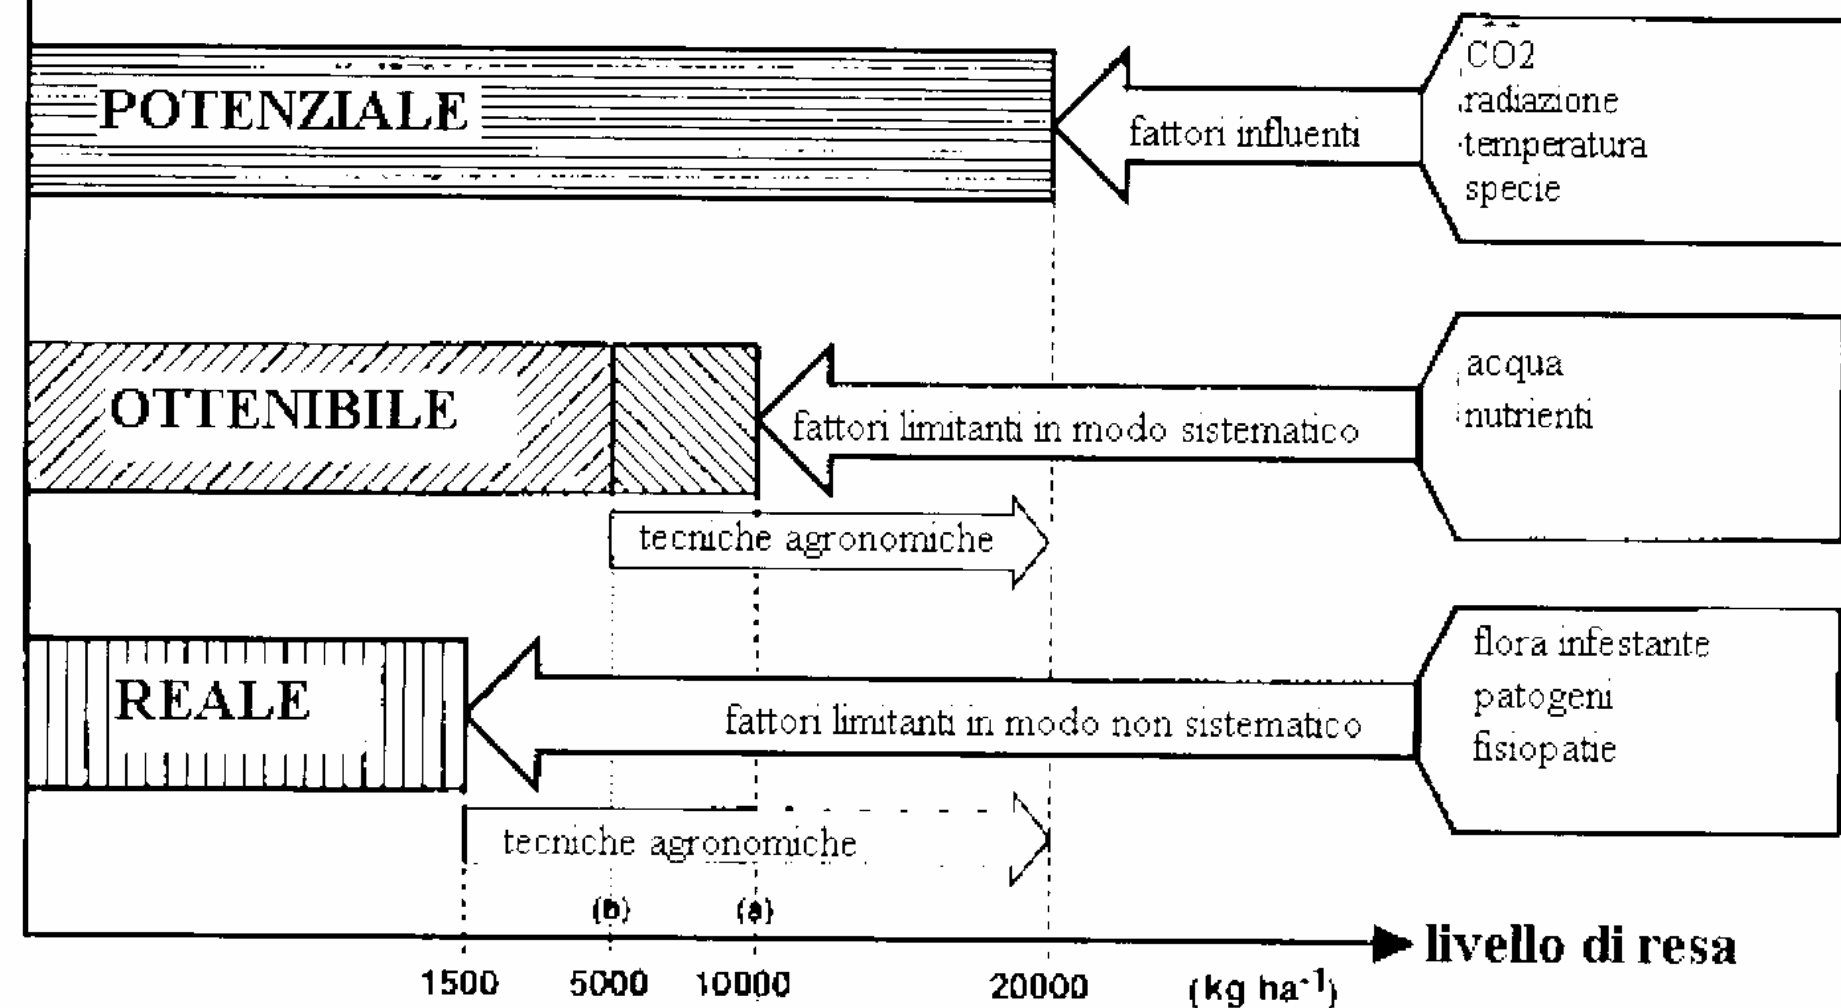 POTENZIALE
fattori influenti
CO2
radiazione
temperatura
specie
OTTENIBILE
fattori limitanti in modo sistematico
acqua
nutrienti
tecniche agronomiche
REALE
fattori limitanti in modo non sistematico
flora infestante
patogeni
fisiopatie
tecniche agronomiche
(b) (a)
livello di resa
1500 5000 10000 20000 (kg ha-1)